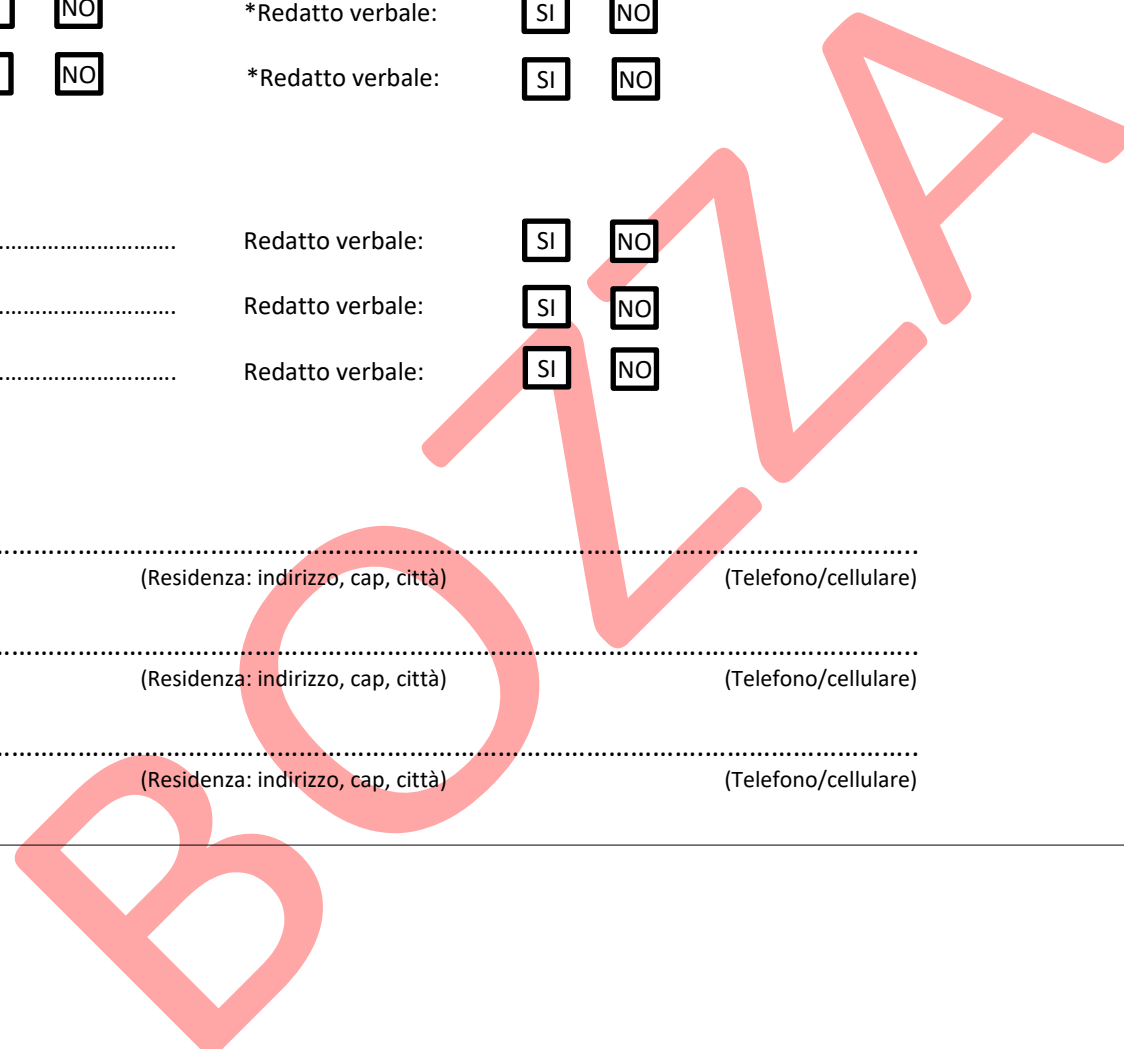 NO *Redatto verbale: SI NO
NO *Redatto verbale: SI NO
................................ Redatto verbale: SI NO
................................ Redatto verbale: SI NO
................................ Redatto verbale: SI NO
........................................................................................................................
(Residenza: indirizzo, cap, città) (Telefono/cellulare)
........................................................................................................................
(Residenza: indirizzo, cap, città) (Telefono/cellulare)
........................................................................................................................
(Residenza: indirizzo, cap, città) (Telefono/cellulare)
BOZZA